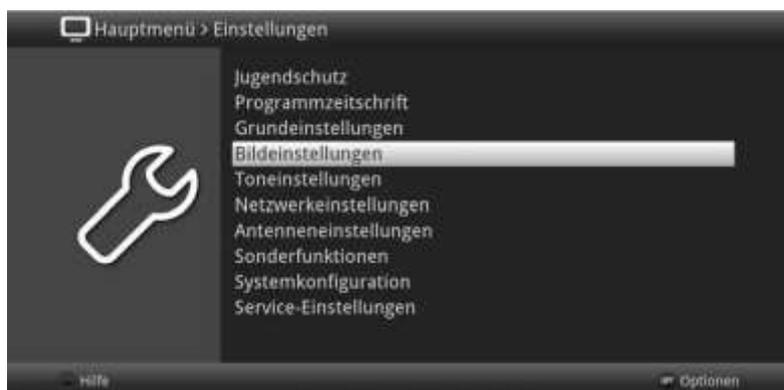 Hauptmenü > Einstellungen
Jugendschutz
Programmzeitschrift
Grundeinstellungen
Bildeinstellungen
Toneinstellungen
Netzwerkeinstellungen
Antenneneinstellungen
Sonderfunktionen
Systemkonfiguration
Service-Einstellungen
Hilfe
Optionen